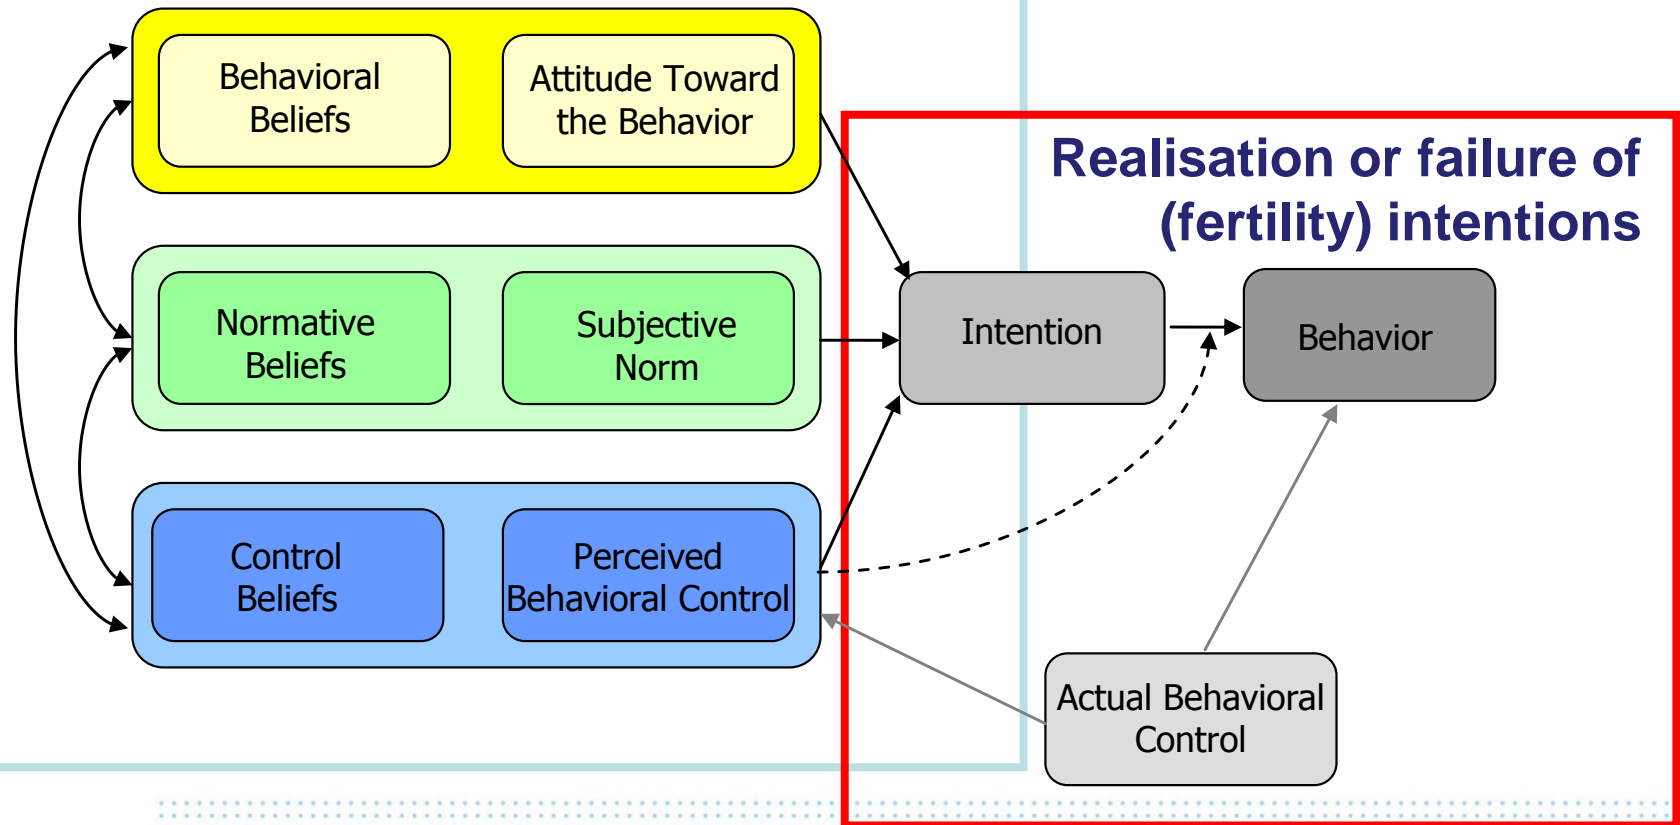 Behavioral
Beliefs
Attitude Toward
the Behavior
Realisation or failure of
(fertility) intentions
Normative
Beliefs
Subjective
Norm
Intention
Behavior
Control
Beliefs
Perceived
Behavioral Control
Actual Behavioral
Control